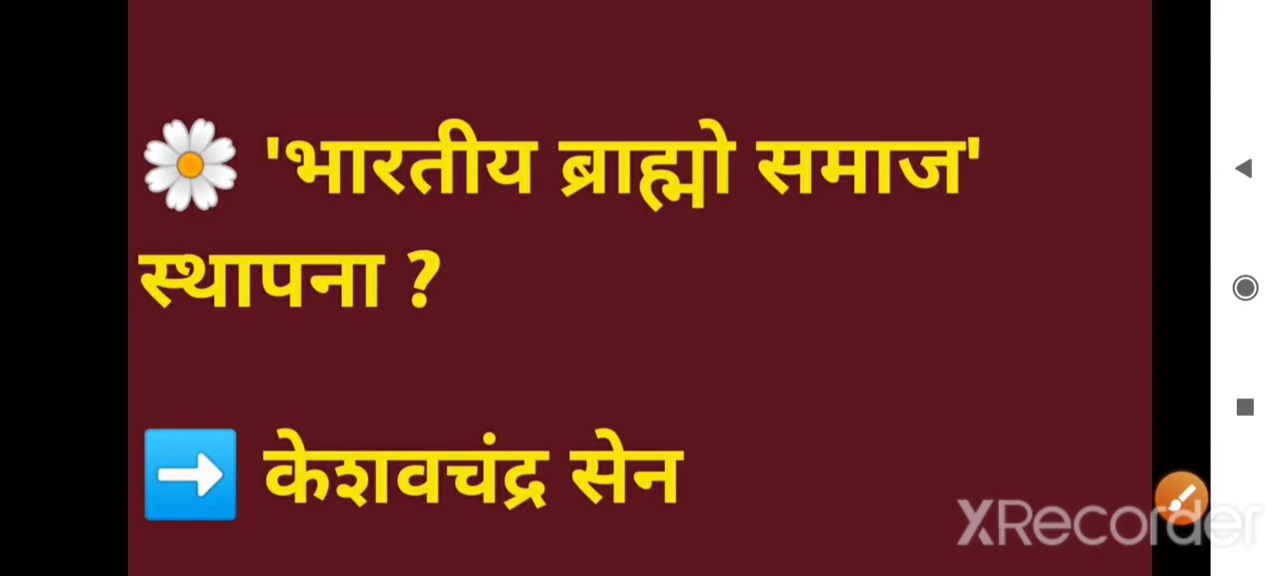 'भारतीय ब्राह्मो समाज'
स्थापना ?
केशवचंद्र सेन
XRecorder